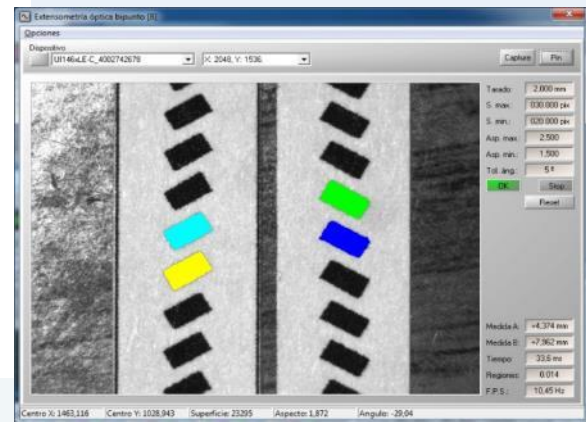 Extensometría óptica bipunto [B]
Opciones
Dispositivo
UI146xLE-C_4002742678
X: 2048, Y: 1536
Capture
Pin
Tarado: 2,000 mm
S. max.: 030.000 pix
S. min.: 020.000 pix
Asp. max.: 2,500
Asp. min.: 1,500
Tol. áng.: 5 º
OK
Stop
Reset
Medida A: +4,374 mm
Medida B: +7,962 mm
Tiempo: 33,6 ms
Regiones: 0.014
F.P.S.: 10,45 Hz
Centro X: 1463,116 Centro Y: 1028,943 Superficie: 23295 Aspecto: 1,872 Angulo: -29,04